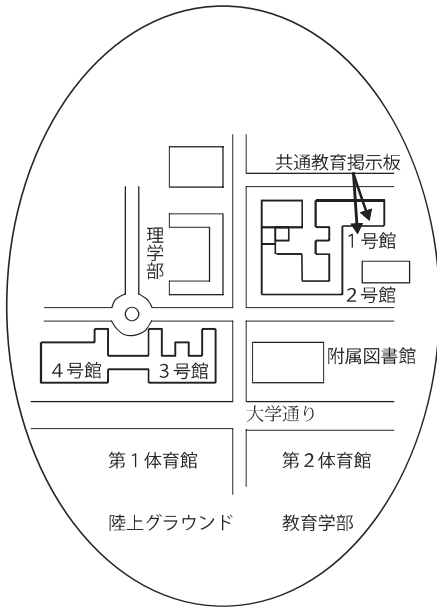 共通教育掲示板
理学部
1号館
2号館
附属図書館
4号館
3号館
大学通り
第1体育館
第2体育館
陸上グラウンド
教育学部